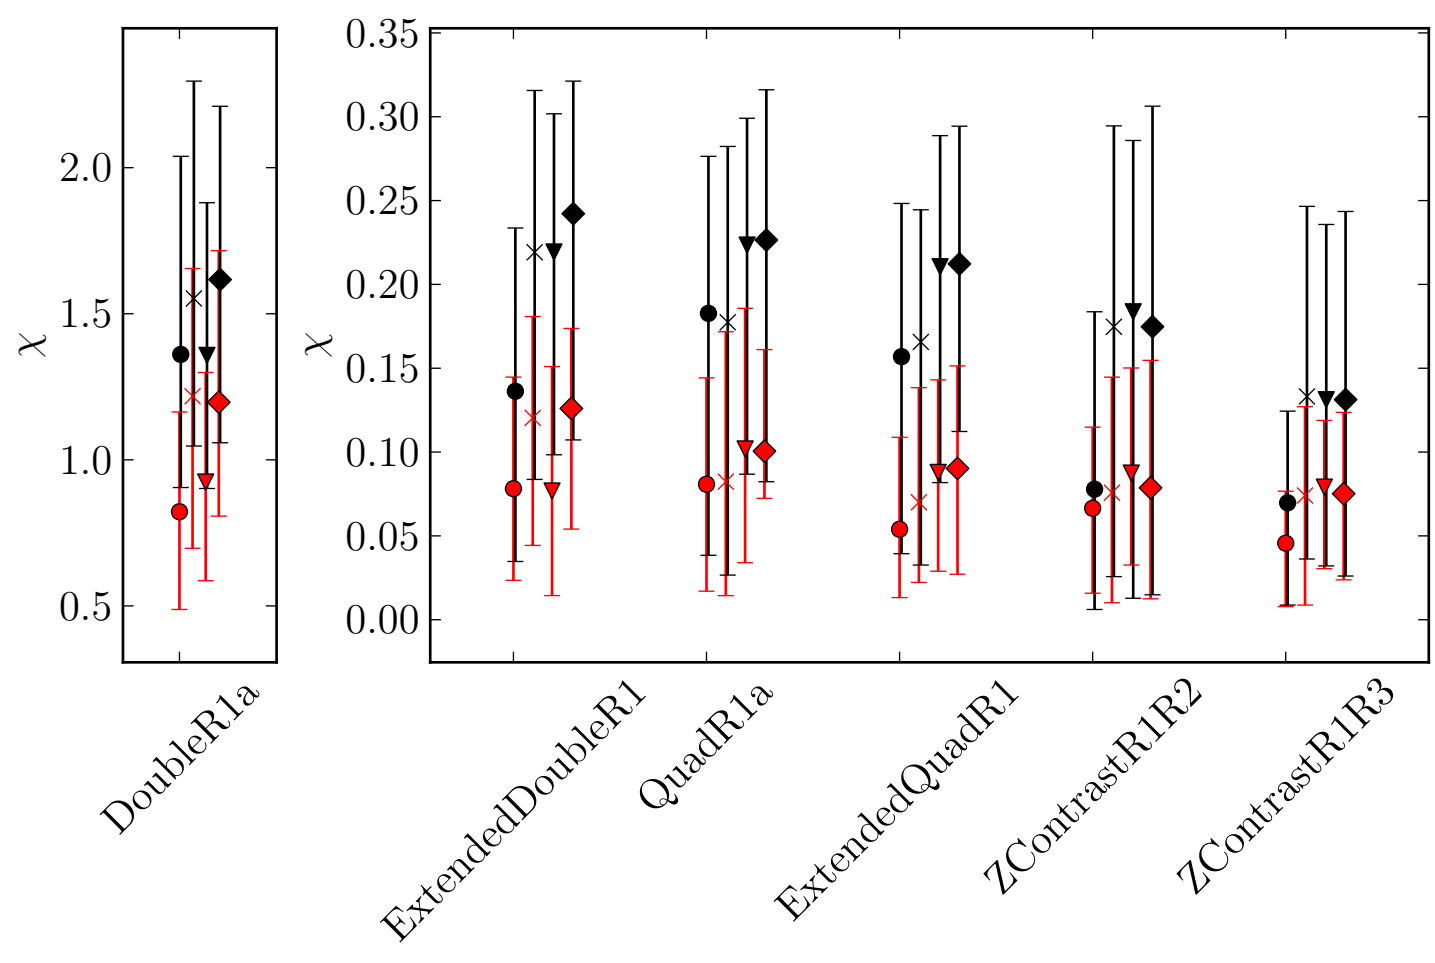 χ
2.0
1.5
1.0
0.5
DoubleR1a
χ
0.35
0.30
0.25
0.20
0.15
0.10
0.05
0.00
ExtendedDoubleR1
QuadR1a
ExtendedQuadR1
ZContrastR1R2
ZContrastR1R3